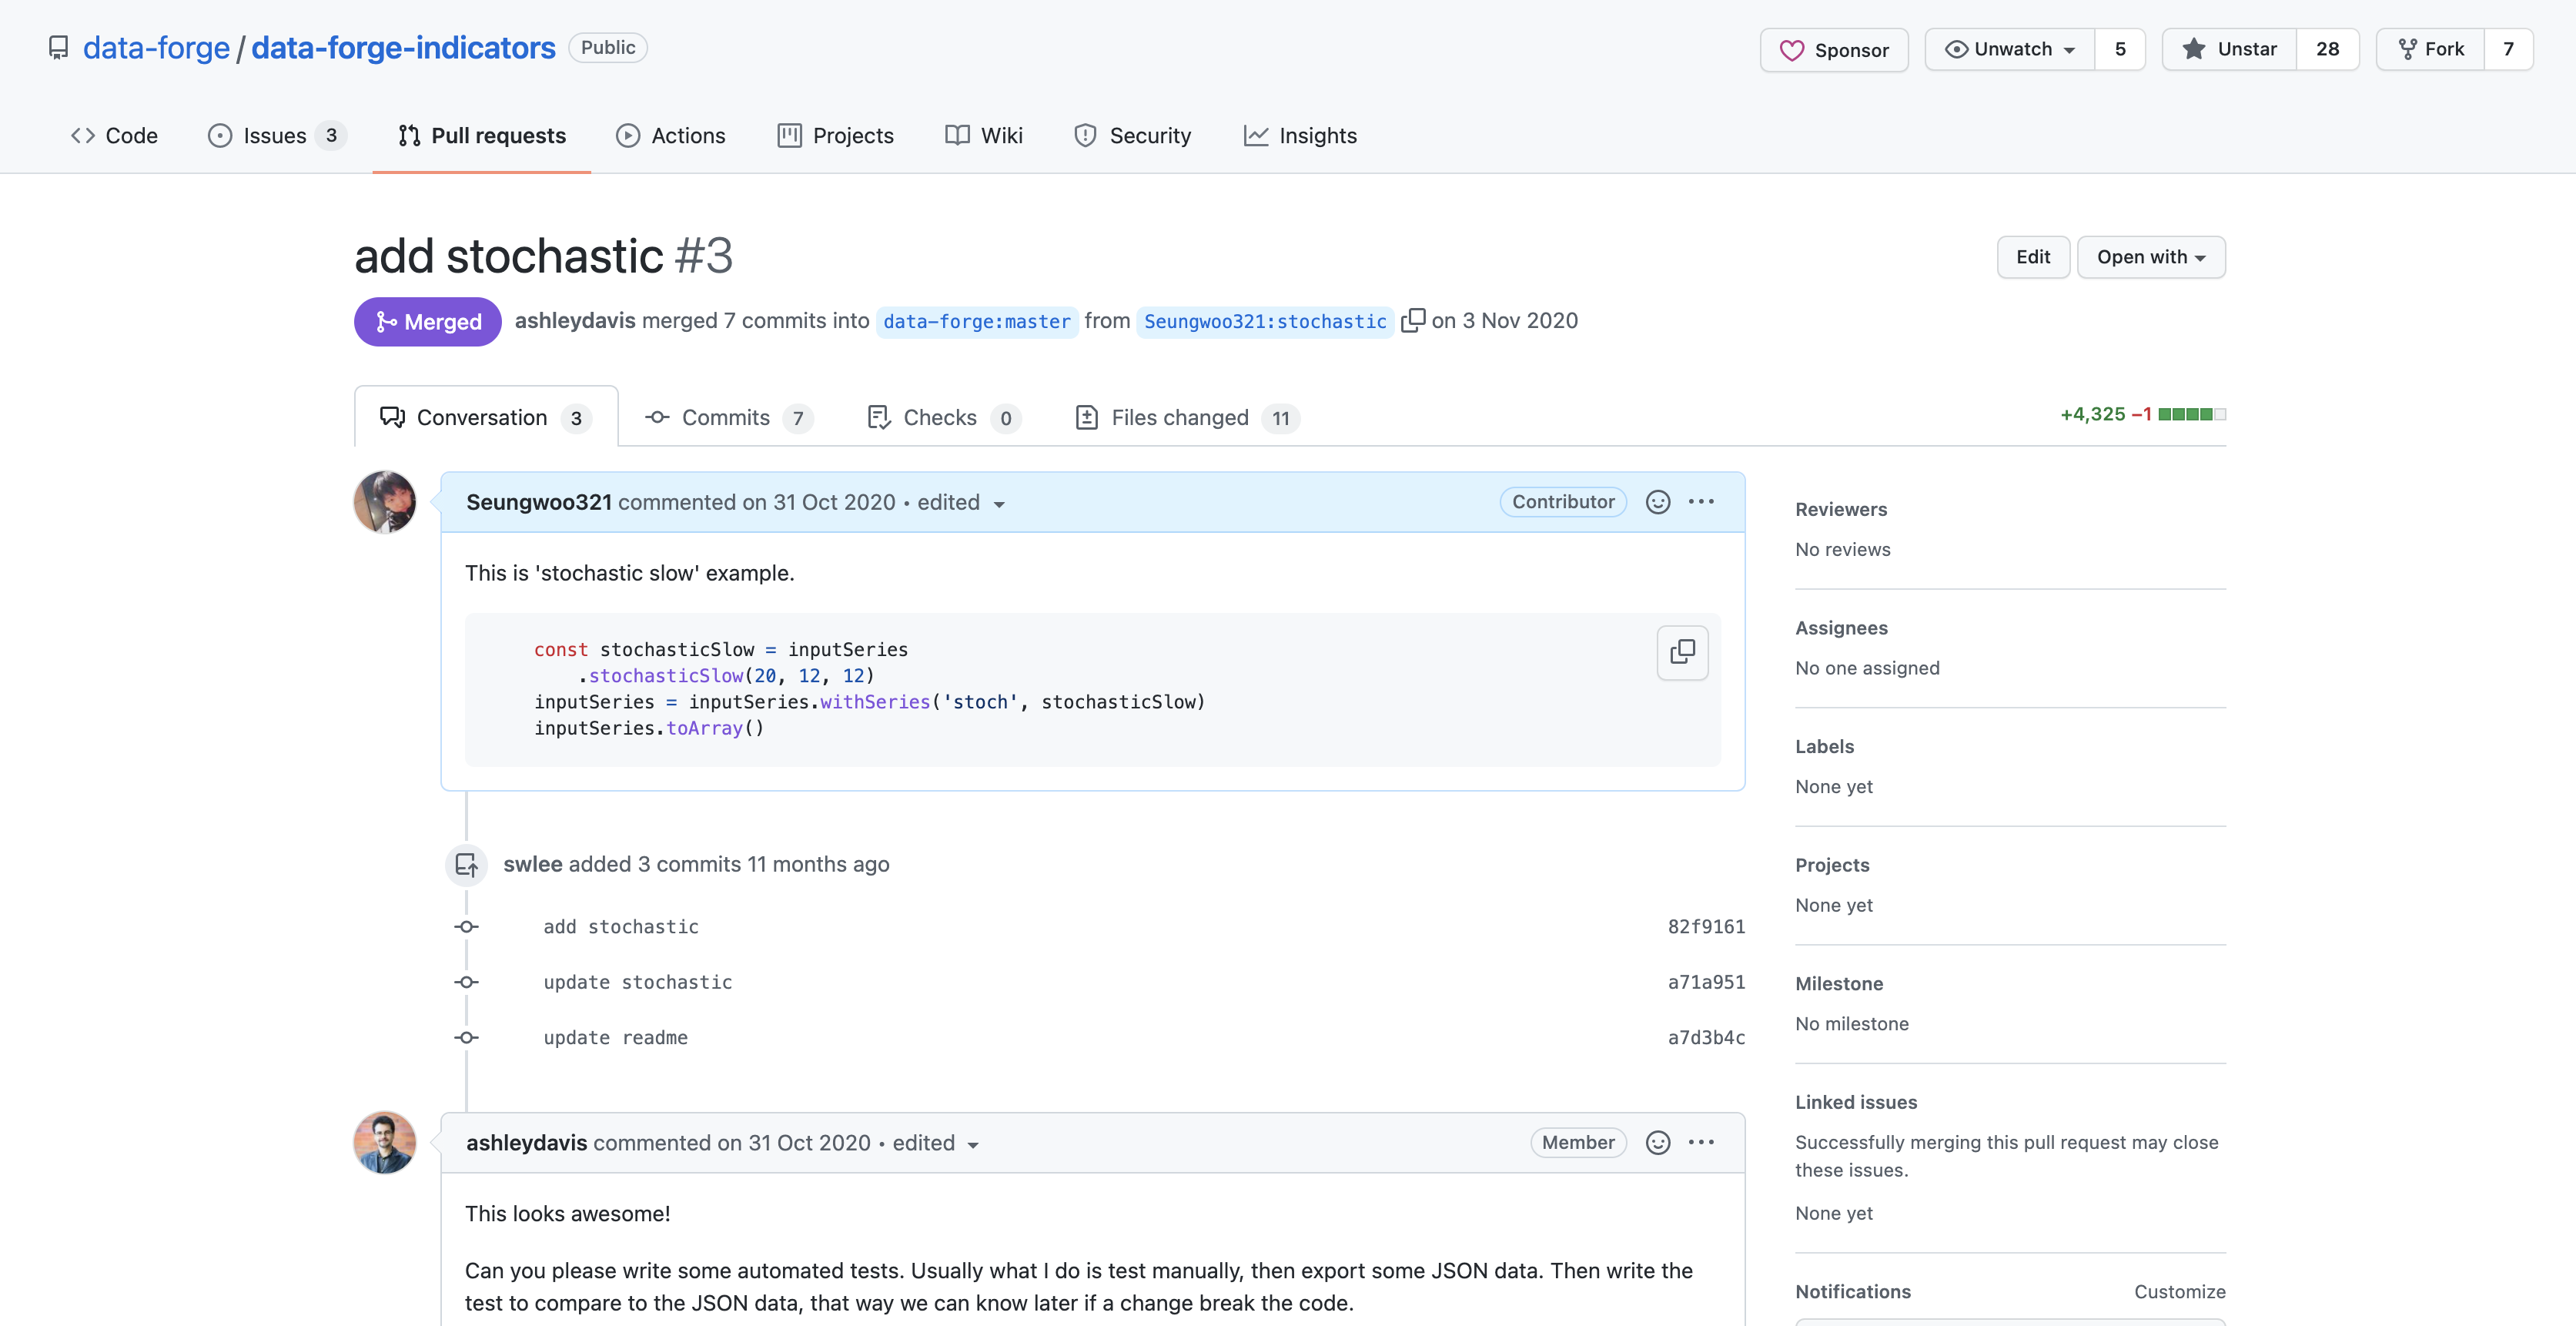 data-forge / data-forge-indicators Public
Sponsor Unwatch 5 Unstar 28 Fork 7
Code Issues 3 Pull requests Actions Projects Wiki Security Insights
add stochastic #3
Edit Open with
Merged ashleydavis merged 7 commits into data-forge:master from Seungwoo321:stochastic on 3 Nov 2020
Conversation 3 Commits 7 Checks 0 Files changed 11
+4,325 −1
Seungwoo321 commented on 31 Oct 2020 • edited Contributor
This is 'stochastic slow' example.
const stochasticSlow = inputSeries
.stochasticSlow(20, 12, 12)
inputSeries = inputSeries.withSeries('stoch', stochasticSlow)
inputSeries.toArray()
swlee added 3 commits 11 months ago
add stochastic 82f9161
update stochastic a71a951
update readme a7d3b4c
ashleydavis commented on 31 Oct 2020 • edited Member
This looks awesome!
Can you please write some automated tests. Usually what I do is test manually, then export some JSON data. Then write the
test to compare to the JSON data, that way we can know later if a change break the code.
Reviewers
No reviews
Assignees
No one assigned
Labels
None yet
Projects
None yet
Milestone
No milestone
Linked issues
Successfully merging this pull request may close
these issues.
None yet
Notifications Customize